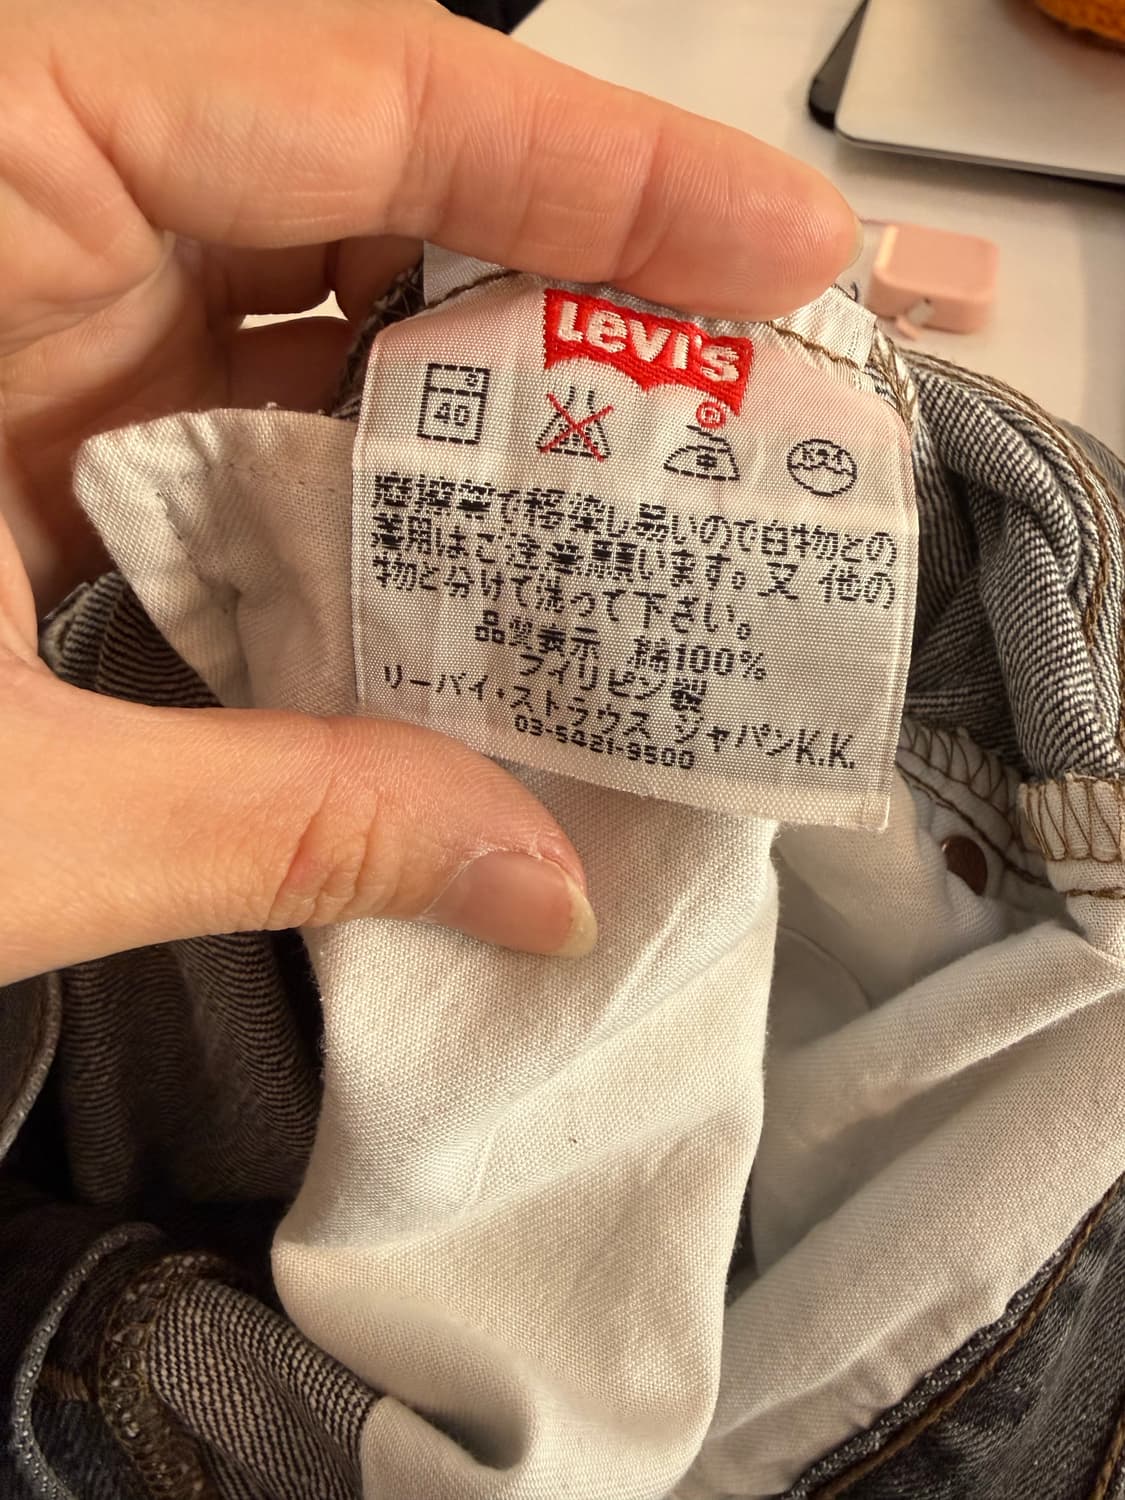 Levi's
®
40
摩擦等で移染し易いので白物との
着用はご注意願います。又 他の
物と分けて洗って下さい。
品質表示 綿100%
フィリピン製
リーバイ・ストラウス ジャパンK.K.
03-5421-9500